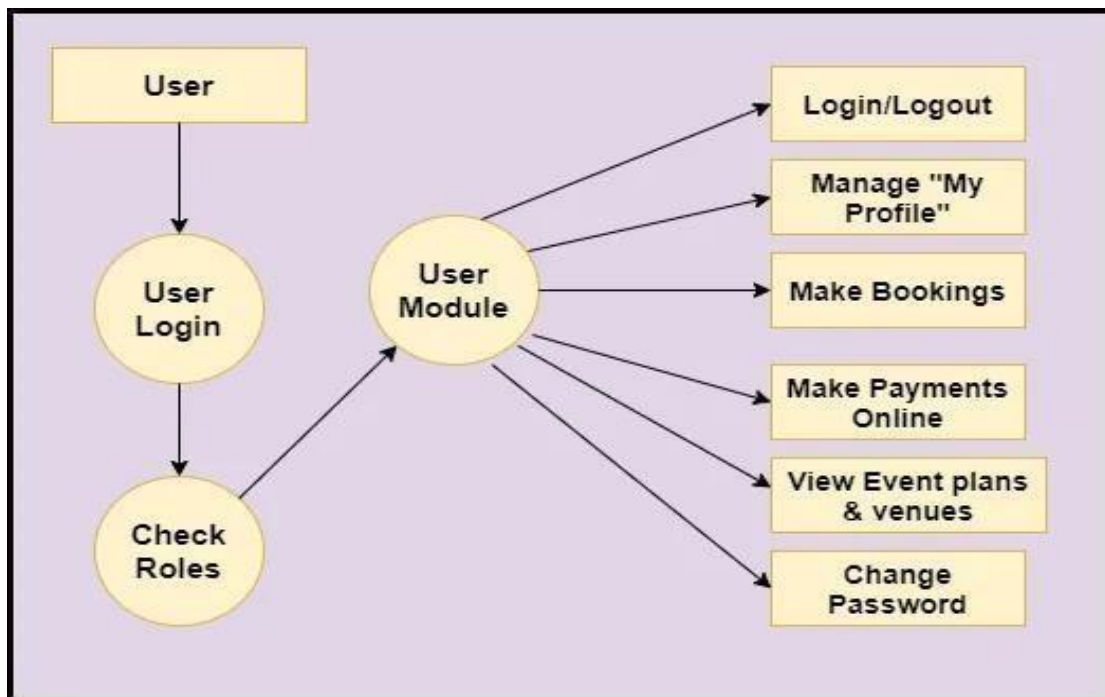 User
User
Login
Check
Roles
User
Module
Login/Logout
Manage "My
Profile"
Make Bookings
Make Payments
Online
View Event plans
& venues
Change
Password